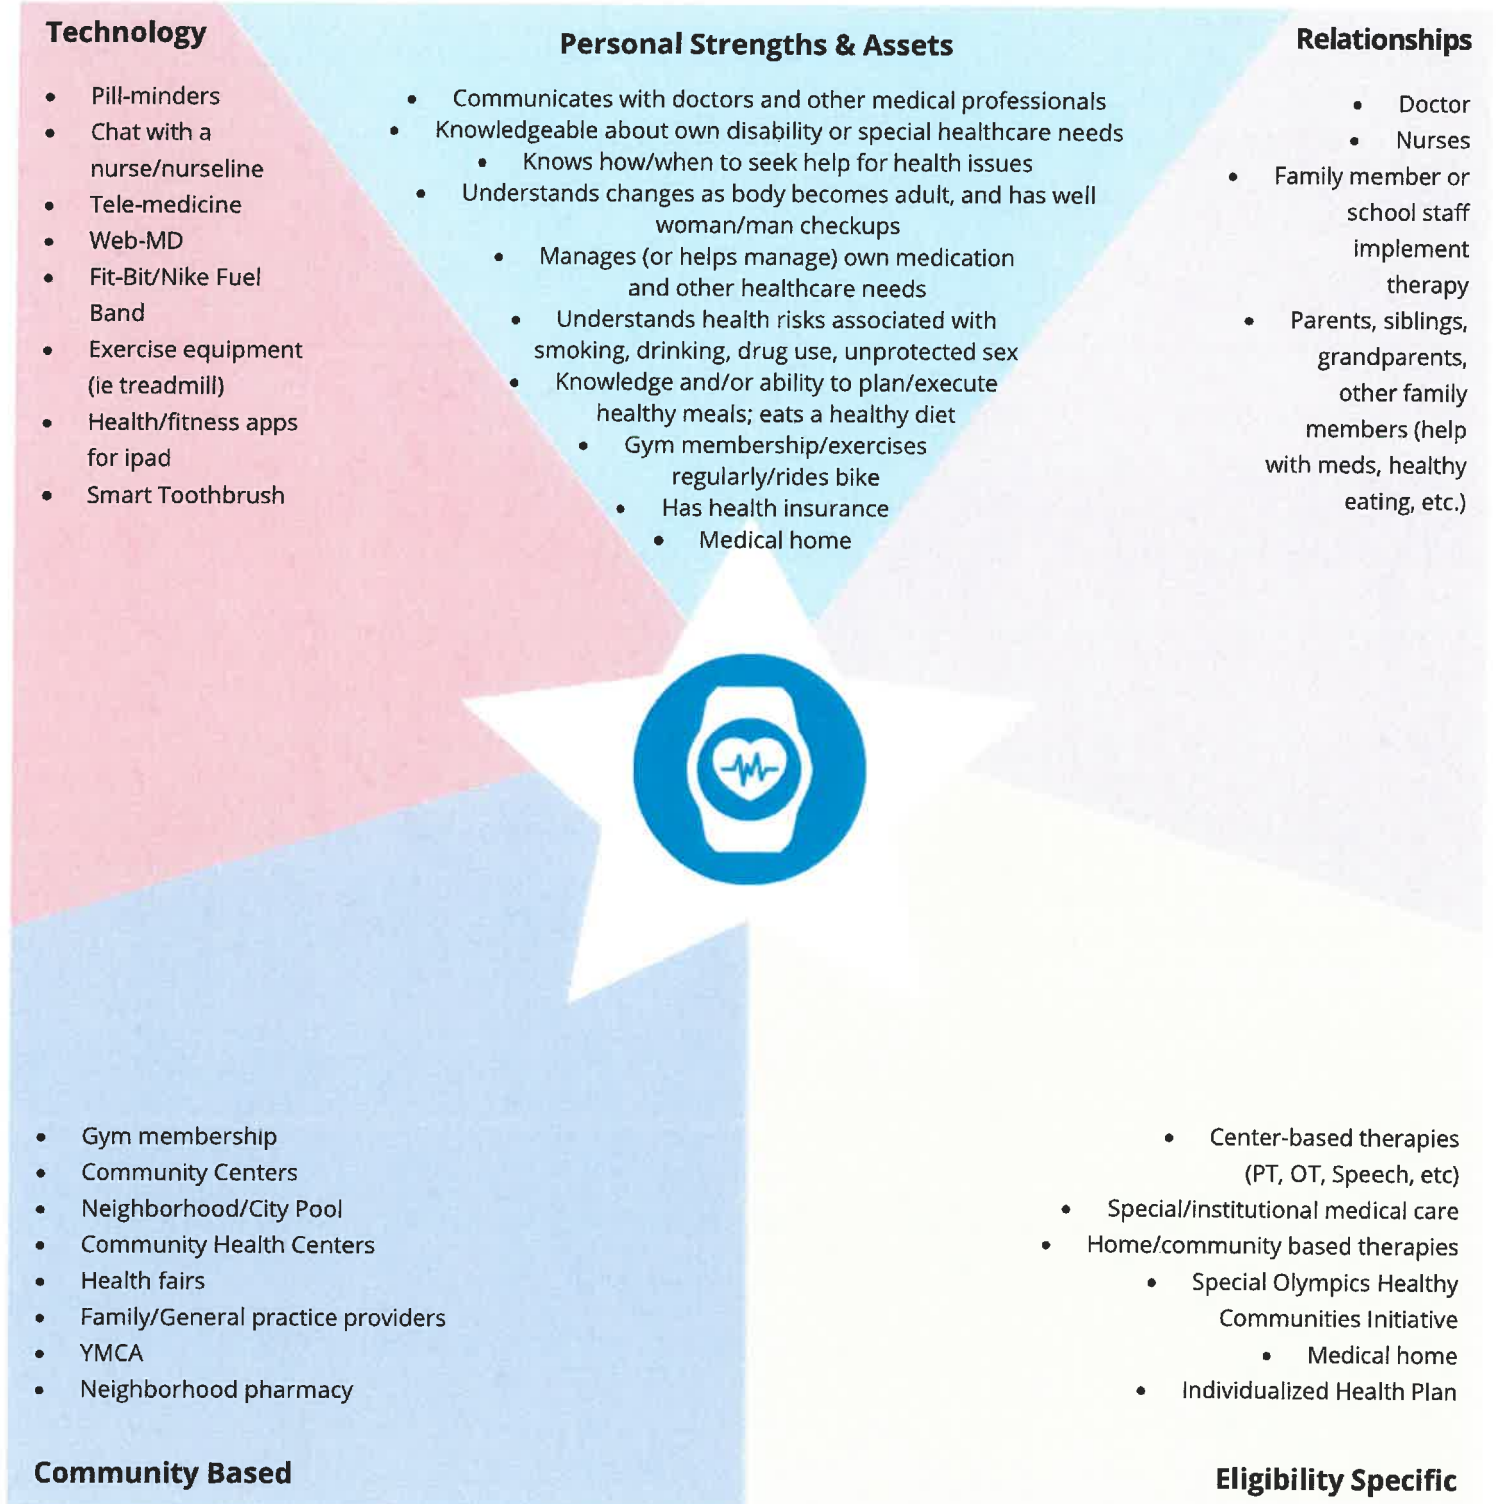 Technology
• Pill-minders
• Chat with a
nurse/nurseline
• Tele-medicine
• Web-MD
• Fit-Bit/Nike Fuel
Band
• Exercise equipment
(ie treadmill)
• Health/fitness apps
for ipad
• Smart Toothbrush
Personal Strengths & Assets
• Communicates with doctors and other medical professionals
• Knowledgeable about own disability or special healthcare needs
• Knows how/when to seek help for health issues
• Understands changes as body becomes adult, and has well
woman/man checkups
• Manages (or helps manage) own medication
and other healthcare needs
• Understands health risks associated with
smoking, drinking, drug use, unprotected sex
• Knowledge and/or ability to plan/execute
healthy meals; eats a healthy diet
• Gym membership/exercises
regularly/rides bike
• Has health insurance
• Medical home
Relationships
• Doctor
• Nurses
• Family member or
school staff
implement
therapy
• Parents, siblings,
grandparents,
other family
members (help
with meds, healthy
eating, etc.)
• Gym membership
• Community Centers
• Neighborhood/City Pool
• Community Health Centers
• Health fairs
• Family/General practice providers
• YMCA
• Neighborhood pharmacy
Community Based
• Center-based therapies
(PT, OT, Speech, etc)
• Special/institutional medical care
• Home/community based therapies
• Special Olympics Healthy
Communities Initiative
• Medical home
• Individualized Health Plan
Eligibility Specific